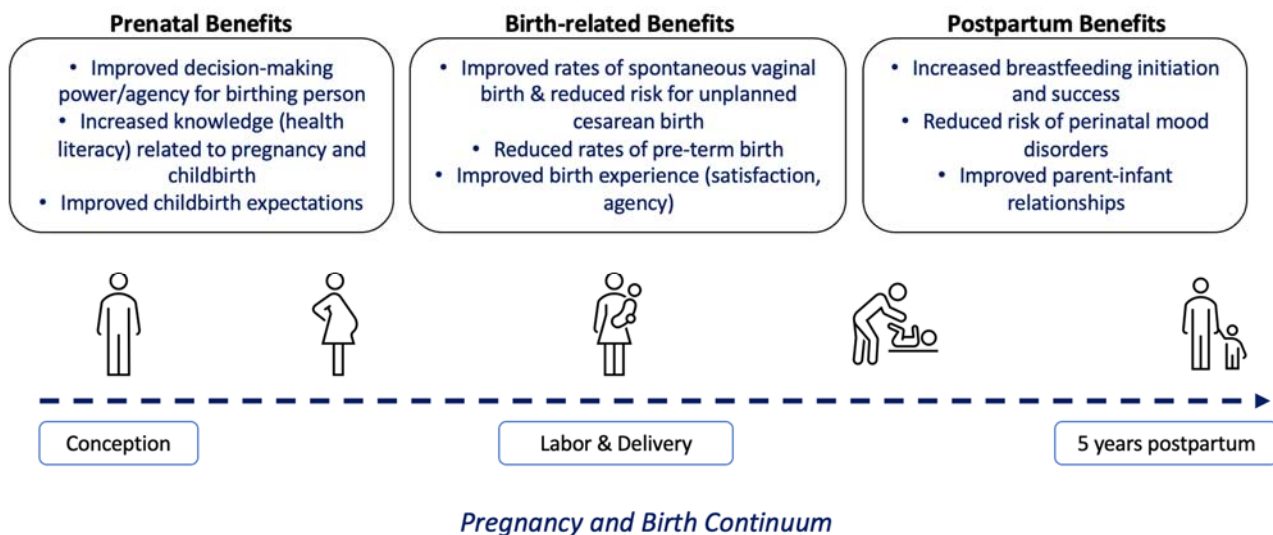 Prenatal Benefits
• Improved decision-making
power/agency for birthing person
• Increased knowledge (health
literacy) related to pregnancy and
childbirth
• Improved childbirth expectations
Birth-related Benefits
• Improved rates of spontaneous vaginal
birth & reduced risk for unplanned
cesarean birth
• Reduced rates of pre-term birth
• Improved birth experience (satisfaction,
agency)
Postpartum Benefits
• Increased breastfeeding initiation
and success
• Reduced risk of perinatal mood
disorders
• Improved parent-infant
relationships
Conception
Labor & Delivery
5 years postpartum
Pregnancy and Birth Continuum